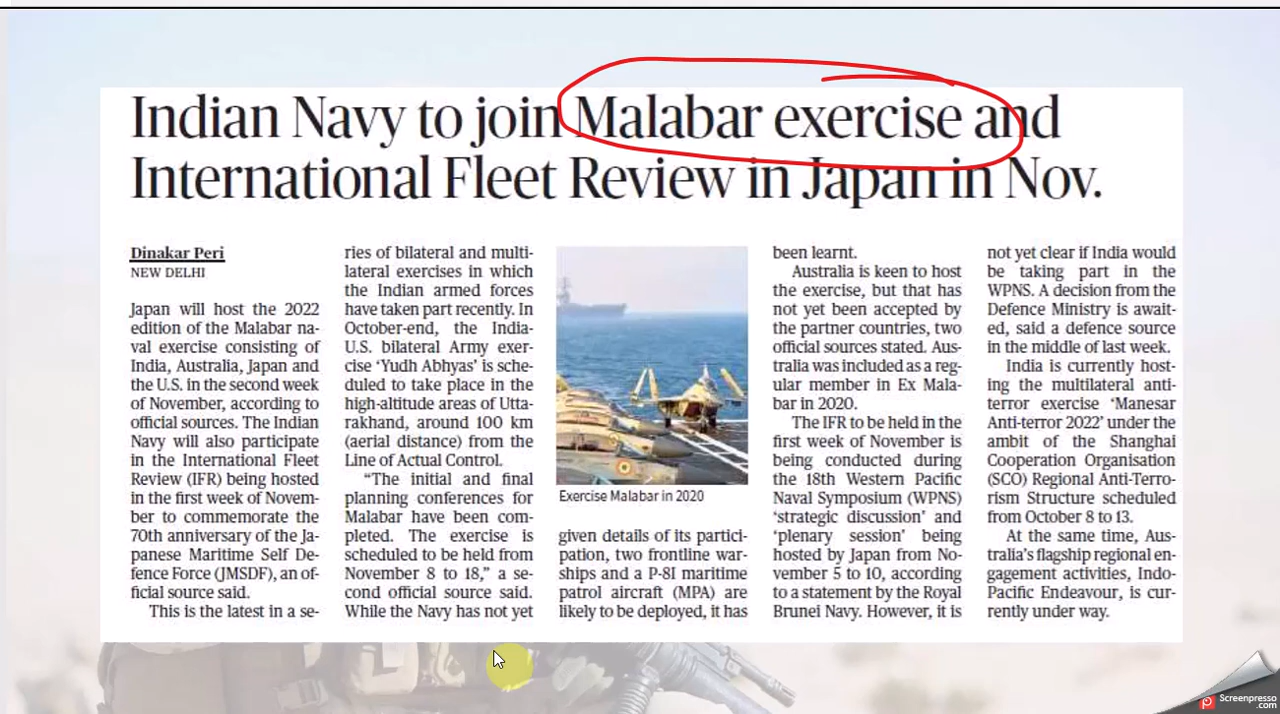 Indian Navy to join Malabar exercise and
International Fleet Review in Japan in Nov.
Dinakar Peri
NEW DELHI
Japan will host the 2022
edition of the Malabar na-
val exercise consisting of
India, Australia, Japan and
the U.S. in the second week
of November, according to
official sources. The Indian
Navy will also participate
in the International Fleet
Review (IFR) being hosted
in the first week of Novem-
ber to commemorate the
70th anniversary of the Ja-
panese Maritime Self De-
fence Force (JMSDF), an of-
ficial source said.
This is the latest in a se-
ries of bilateral and multi-
lateral exercises in which
the Indian armed forces
have taken part recently. In
October-end, the India-
U.S. bilateral Army exer-
cise ‘Yudh Abhyas’ is sche-
duled to take place in the
high-altitude areas of Utta-
rakhand, around 100 km
(aerial distance) from the
Line of Actual Control.
“The initial and final
planning conferences for
Malabar have been com-
pleted. The exercise is
scheduled to be held from
November 8 to 18,” a se-
cond official source said.
While the Navy has not yet
Exercise Malabar in 2020
given details of its partici-
pation, two frontline war-
ships and a P-8I maritime
patrol aircraft (MPA) are
likely to be deployed, it has
been learnt.
Australia is keen to host
the exercise, but that has
not yet been accepted by
the partner countries, two
official sources stated. Aus-
tralia was included as a reg-
ular member in Ex Mala-
bar in 2020.
The IFR to be held in the
first week of November is
being conducted during
the 18th Western Pacific
Naval Symposium (WPNS)
‘strategic discussion’ and
‘plenary session’ being
hosted by Japan from No-
vember 5 to 10, according
to a statement by the Royal
Brunei Navy. However, it is
not yet clear if India would
be taking part in the
WPNS. A decision from the
Defence Ministry is await-
ed, said a defence source
in the middle of last week.
India is currently host-
ing the multilateral anti-
terror exercise ‘Manesar
Anti-terror 2022’ under the
ambit of the Shanghai
Cooperation Organisation
(SCO) Regional Anti-Terro-
rism Structure scheduled
from October 8 to 13.
At the same time, Aus-
tralia’s flagship regional en-
gagement activities, Indo-
Pacific Endeavour, is cur-
rently under way.
Screenpresso
.com